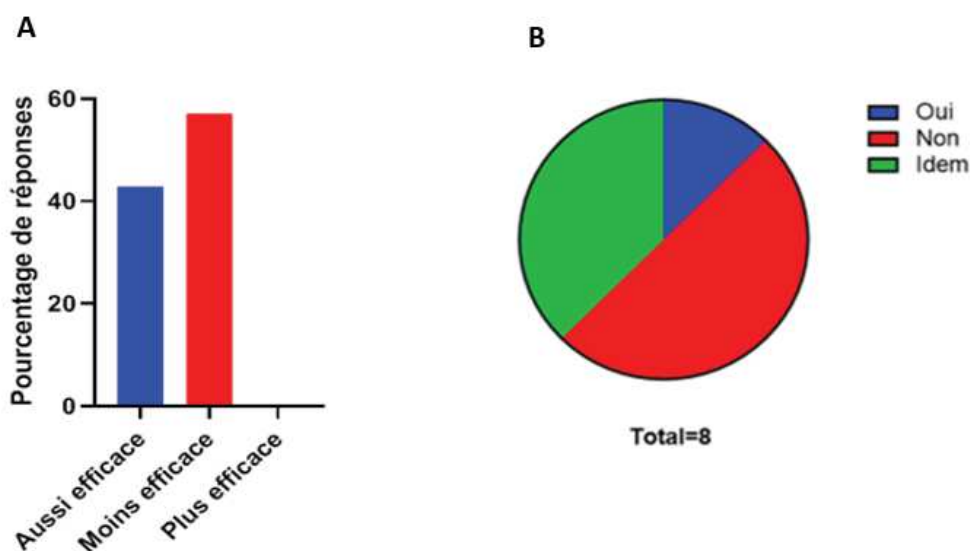 A
B
Pourcentage de réponses
60
40
20
0
Aussi efficace
Moins efficace
Plus efficace
Oui
Non
Idem
Total=8